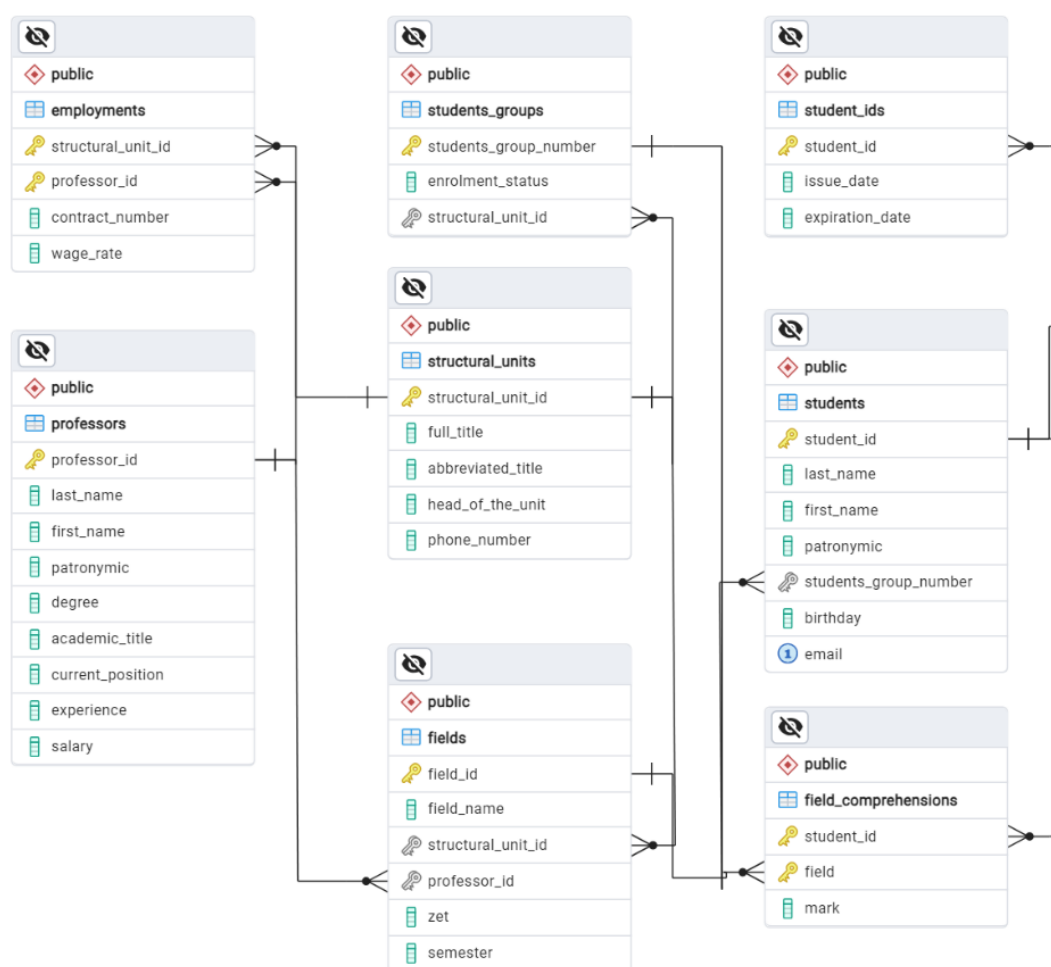 public
employments
structural_unit_id
professor_id
contract_number
wage_rate
public
professors
professor_id
last_name
first_name
patronymic
degree
academic_title
current_position
experience
salary
public
students_groups
students_group_number
enrolment_status
structural_unit_id
public
structural_units
structural_unit_id
full_title
abbreviated_title
head_of_the_unit
phone_number
public
fields
field_id
field_name
structural_unit_id
professor_id
zet
semester
public
student_ids
student_id
issue_date
expiration_date
public
students
student_id
last_name
first_name
patronymic
students_group_number
birthday
1 email
public
field_comprehensions
student_id
field
mark